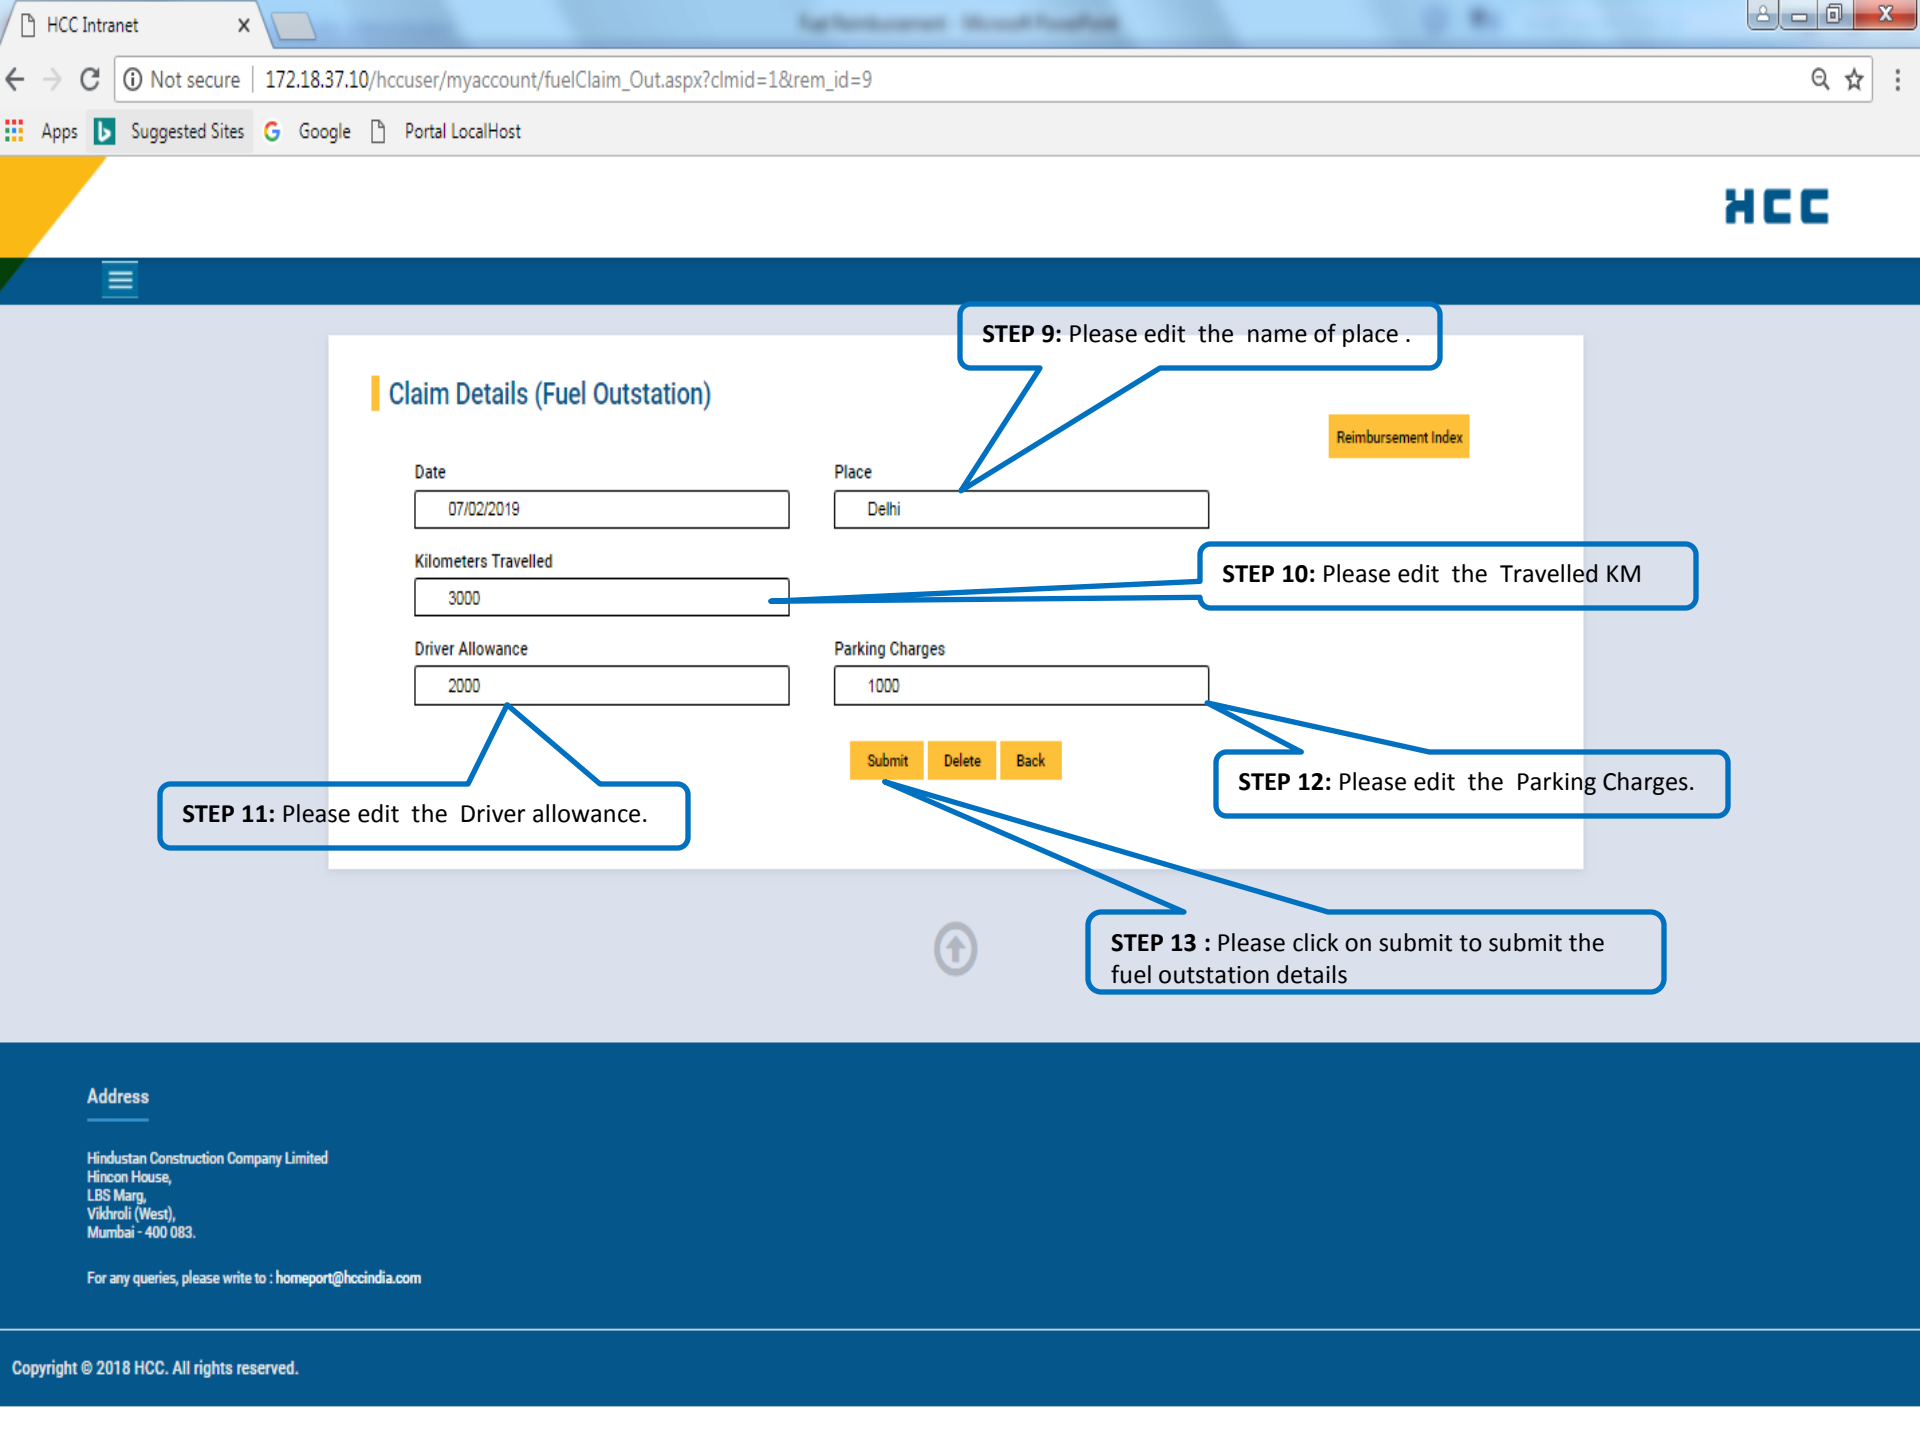 HCC Intranet
Not secure | 172.18.37.10/hccuser/myaccount/fuelClaim_Out.aspx?clmid=1&rem_id=9
Apps Suggested Sites Google Portal LocalHost
HCC
STEP 9: Please edit the name of place .
Claim Details (Fuel Outstation)
Reimbursement Index
Date Place
07/02/2019 Delhi
Kilometers Travelled
3000
STEP 10: Please edit the Travelled KM
Driver Allowance Parking Charges
2000 1000
Submit Delete Back
STEP 12: Please edit the Parking Charges.
STEP 11: Please edit the Driver allowance.
STEP 13 : Please click on submit to submit the
fuel outstation details
Address
Hindustan Construction Company Limited
Hincon House,
LBS Marg,
Vikhroli (West),
Mumbai - 400 083.
For any queries, please write to : homeport@hccindia.com
Copyright © 2018 HCC. All rights reserved.